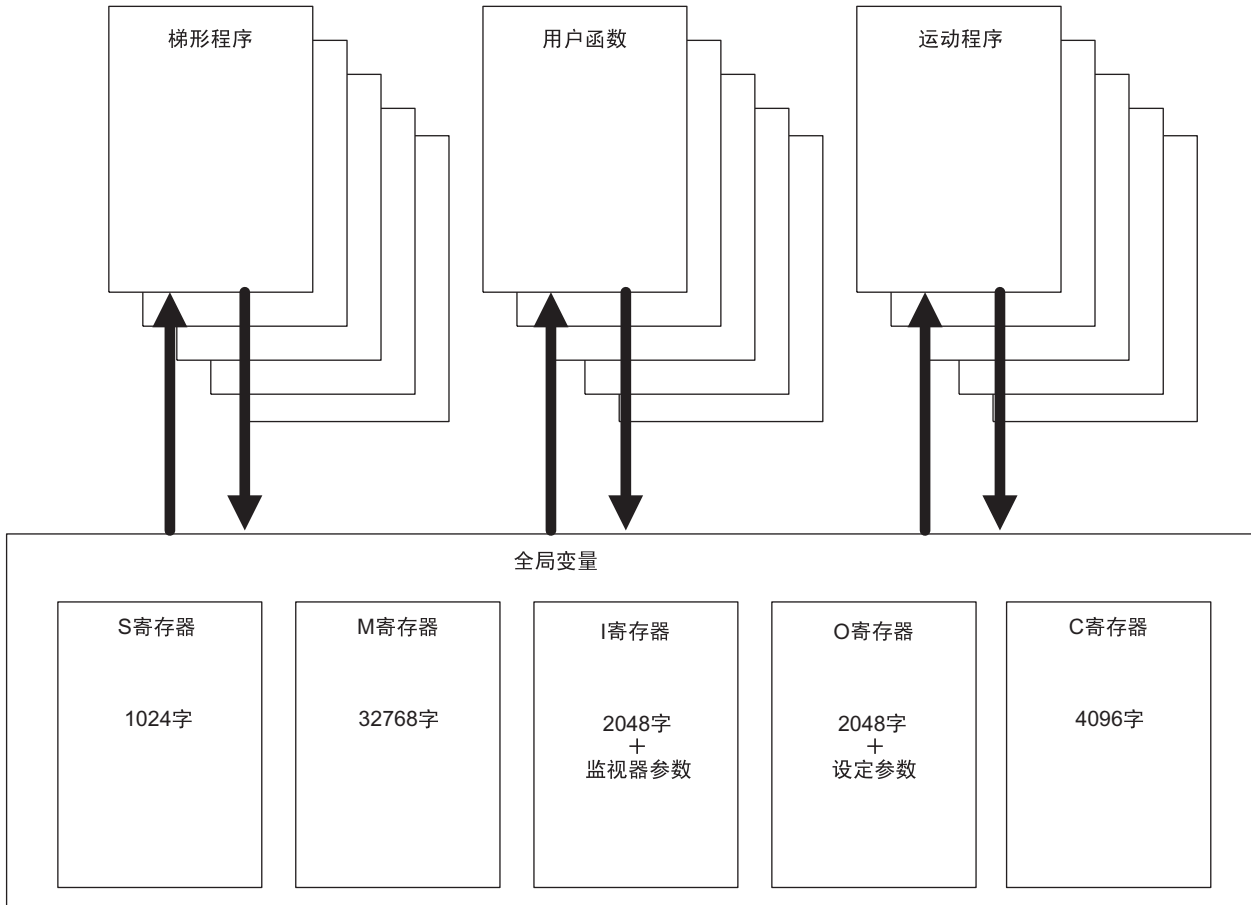 梯形程序
用户函数
运动程序
全局变量
S寄存器
1024字
M寄存器
32768字
I寄存器
2048字
+
监视器参数
O寄存器
2048字
+
设定参数
C寄存器
4096字